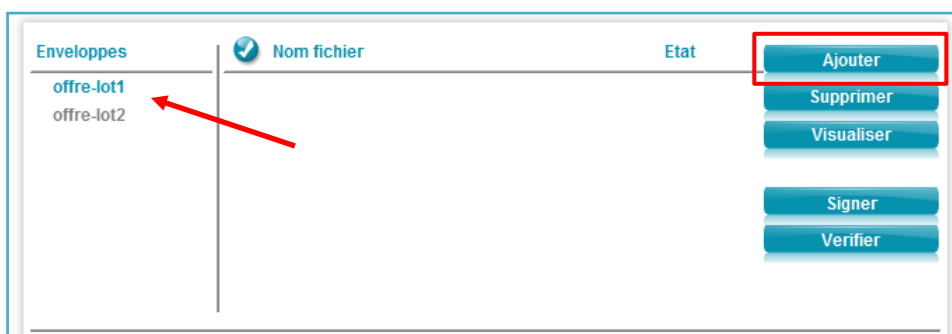 Enveloppes
Nom fichier
Etat
offre-lot1
offre-lot2
Ajouter
Supprimer
Visualiser
Signer
Verifier